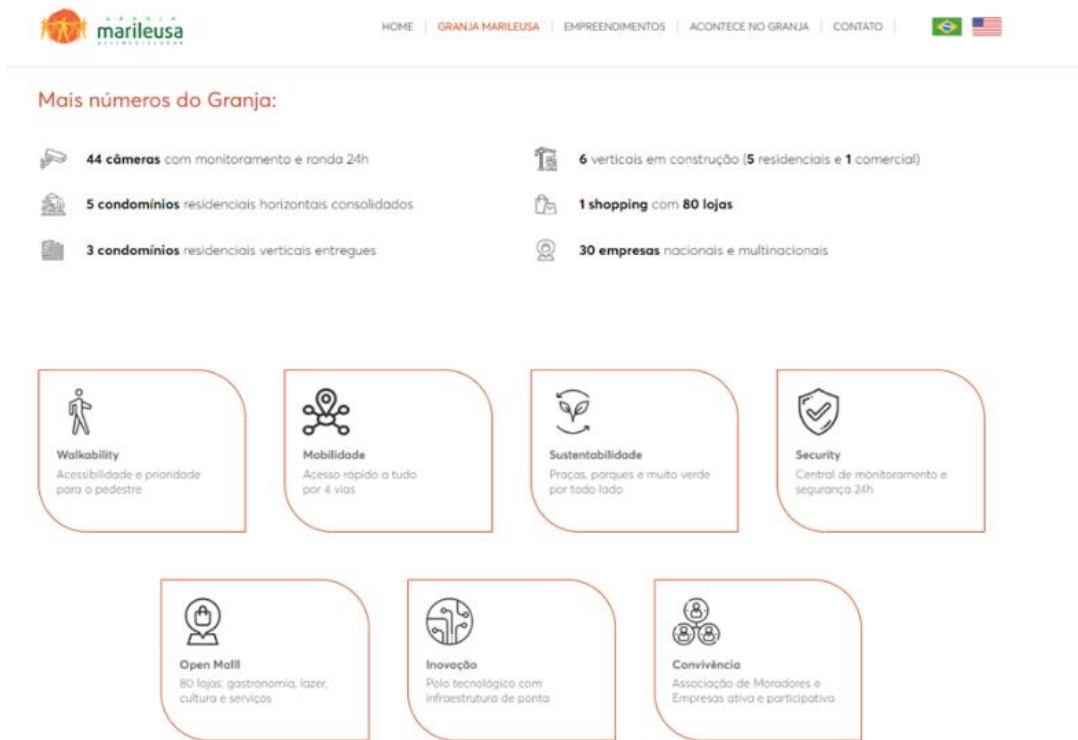 GRANJA
marileusa
DESENVOLVEDORA
HOME | GRANJA MARILEUSA | EMPREENDIMENTOS | ACONTECE NO GRANJA | CONTATO |
Mais números do Granja:
44 câmeras com monitoramento e ronda 24h
5 condomínios residenciais horizontais consolidados
3 condomínios residenciais verticais entregues
6 verticais em construção (5 residenciais e 1 comercial)
1 shopping com 80 lojas
30 empresas nacionais e multinacionais
Walkability
Acessibilidade e prioridade
para o pedestre
Mobilidade
Acesso rápido a tudo
por 4 vias
Sustentabilidade
Praças, parques e muito verde
por todo lado
Security
Central de monitoramento e
segurança 24h
Open Malll
80 lojas: gastronomia, lazer,
cultura e serviços
Inovação
Polo tecnológico com
infraestrutura de ponta
Convivência
Associação de Moradores e
Empresas ativa e participativa